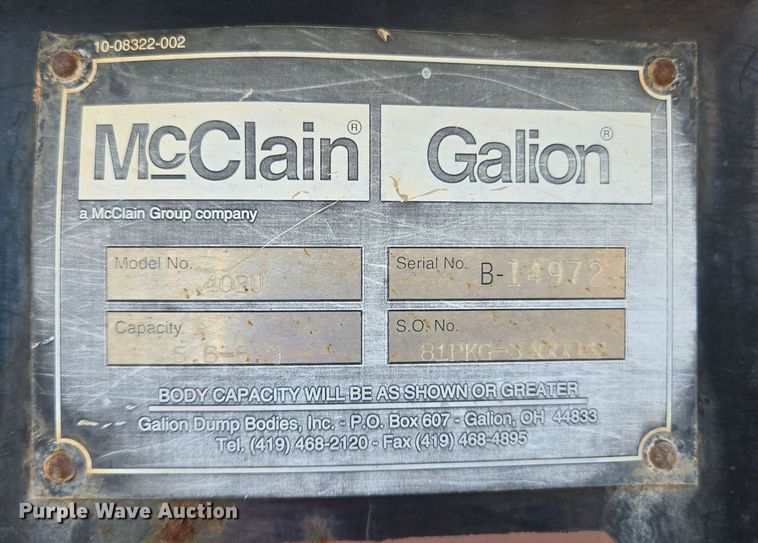 10-08322-002
McClain® Galion®
a McClain Group company
Model No. 402U Serial No. B-14972
Capacity S.O. No.
BODY CAPACITY WILL BE AS SHOWN OR GREATER
Galion Dump Bodies, Inc. - P.O. Box 607 - Galion, OH 44833
Tel. (419) 468-2120 - Fax (419) 468-4895
Purple Wave Auction